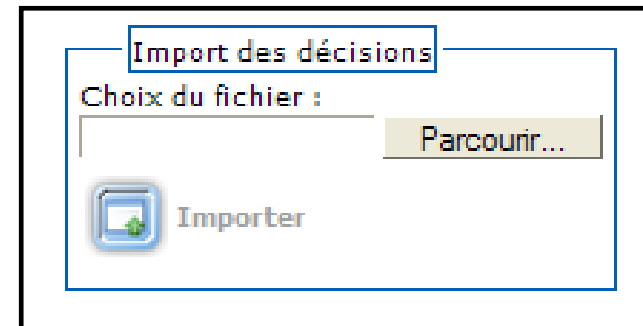 Import des décisions
Choix du fichier :
Parcourir...
Importer